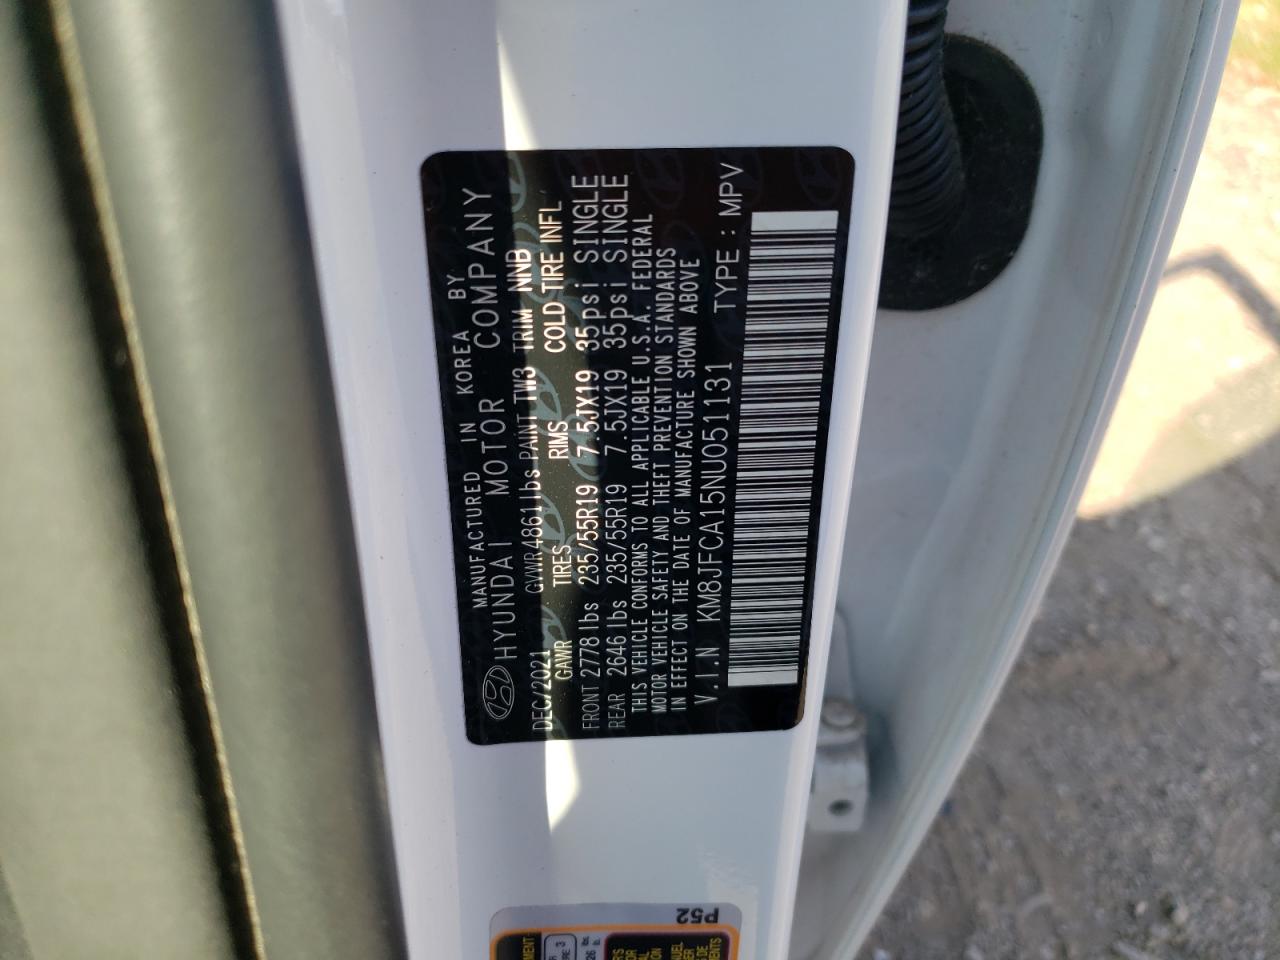 MANUFACTURED IN KOREA BY
HYUNDAI MOTOR COMPANY
DEC/2021 GVWR 4861lbs PAINT TW3 TRIM NNB
GAWR TIRES RIMS COLD TIRE INFL
FRONT 2778 lbs 235/55R19 7.5JX19 35psi SINGLE
REAR 2646 lbs 235/55R19 7.5JX19 35psi SINGLE
THIS VEHICLE CONFORMS TO ALL APPLICABLE U.S.A. FEDERAL
MOTOR VEHICLE SAFETY AND THEFT PREVENTION STANDARDS
IN EFFECT ON THE DATE OF MANUFACTURE SHOWN ABOVE
V.I.N KM8JFCA15NU051131 TYPE : MPV
P52